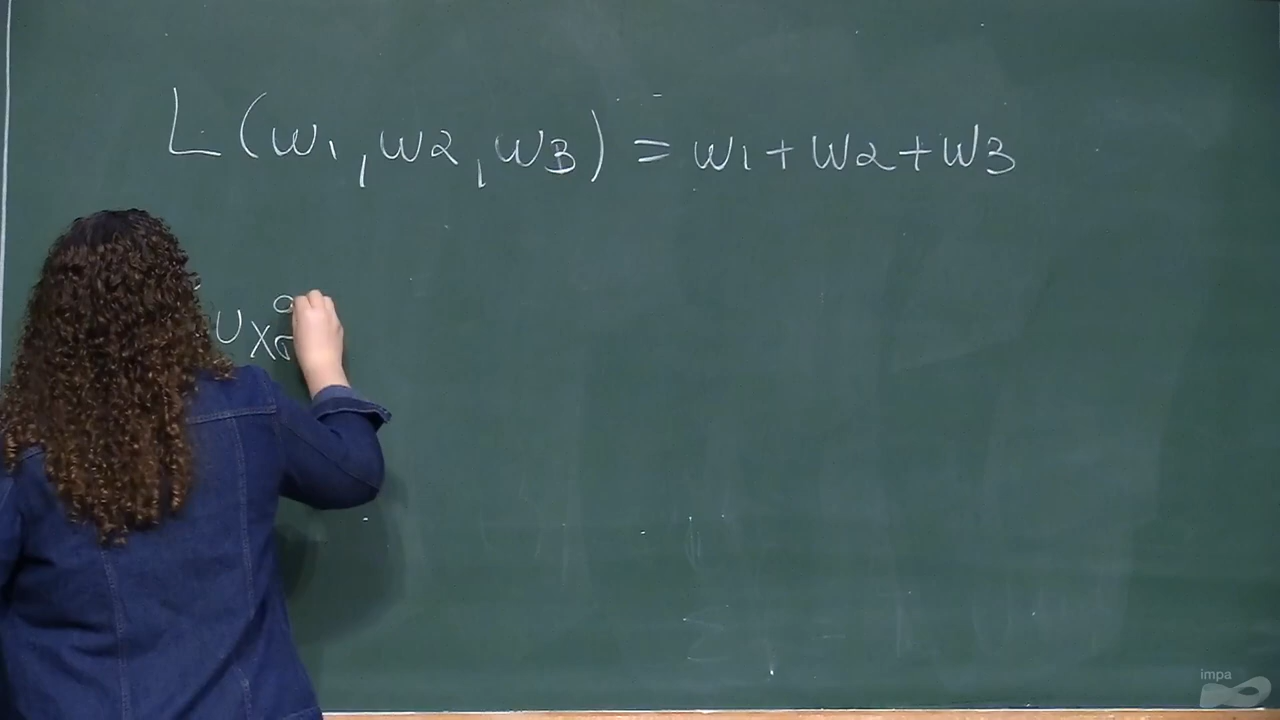 L(w1, w2, w3) = w1 + w2 + w3
impa